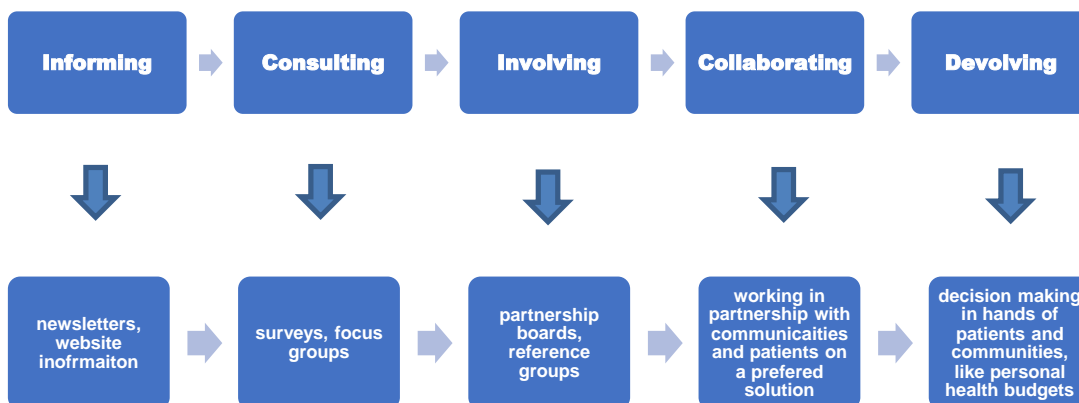 Informing
Consulting
Involving
Collaborating
Devolving
newsletters,
website
inofrmaiton
surveys, focus
groups
partnership
boards,
reference
groups
working in
partnership with
communicaities
and patients on
a prefered
solution
decision making
in hands of
patients and
communities,
like personal
health budgets